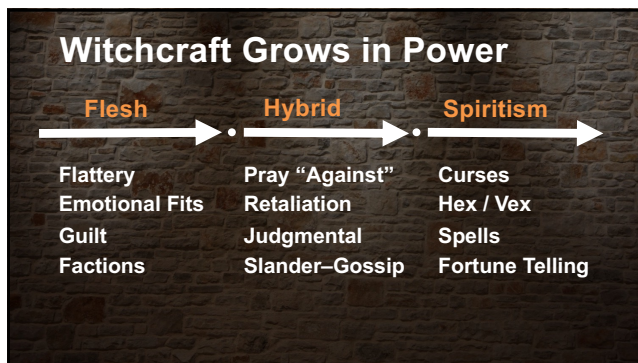 Witchcraft Grows in Power
Flesh
Hybrid
Spiritism
Flattery
Emotional Fits
Guilt
Factions
Pray “Against”
Retaliation
Judgmental
Slander–Gossip
Curses
Hex / Vex
Spells
Fortune Telling